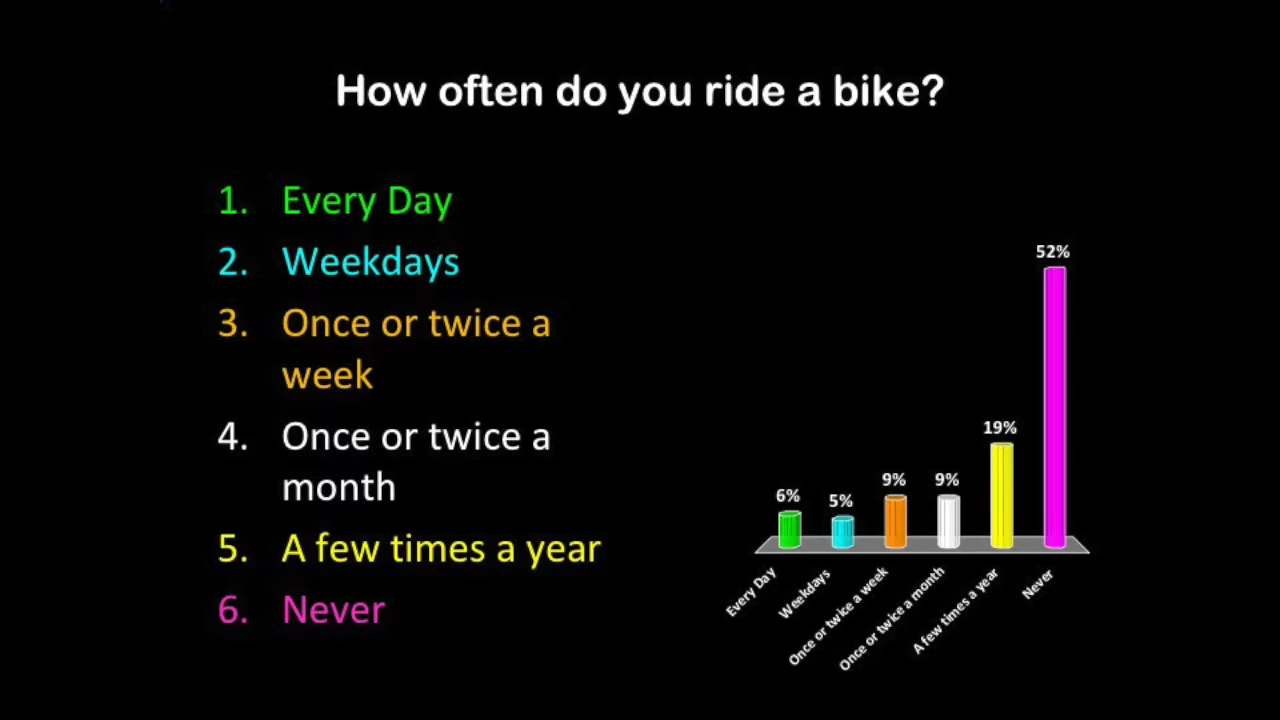 How often do you ride a bike?
1. Every Day
2. Weekdays
3. Once or twice a
week
4. Once or twice a
month
5. A few times a year
6. Never
6%
5%
9%
9%
19%
52%
Every Day
Weekdays
Once or twice a week
Once or twice a month
A few times a year
Never